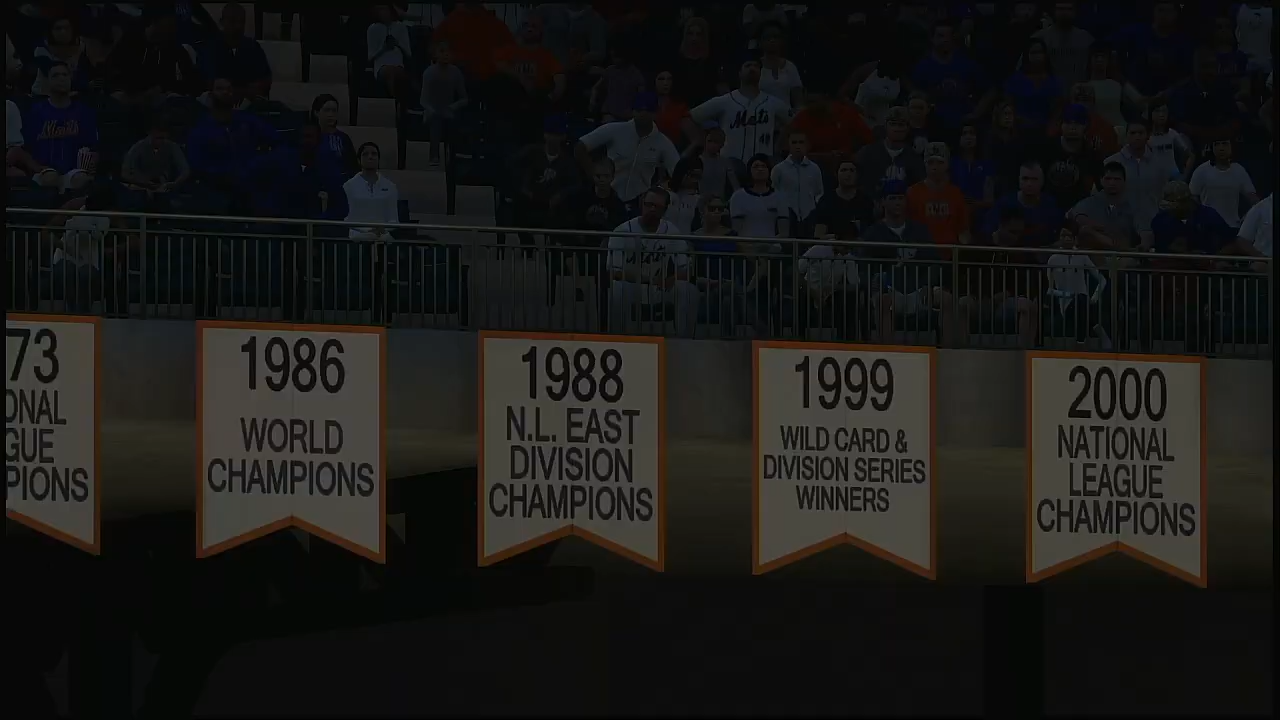 Mets
Mets
Mets
73
ONAL
GUE
PIONS
1986
WORLD
CHAMPIONS
1988
N.L. EAST
DIVISION
CHAMPIONS
1999
WILD CARD &
DIVISION SERIES
WINNERS
2000
NATIONAL
LEAGUE
CHAMPIONS